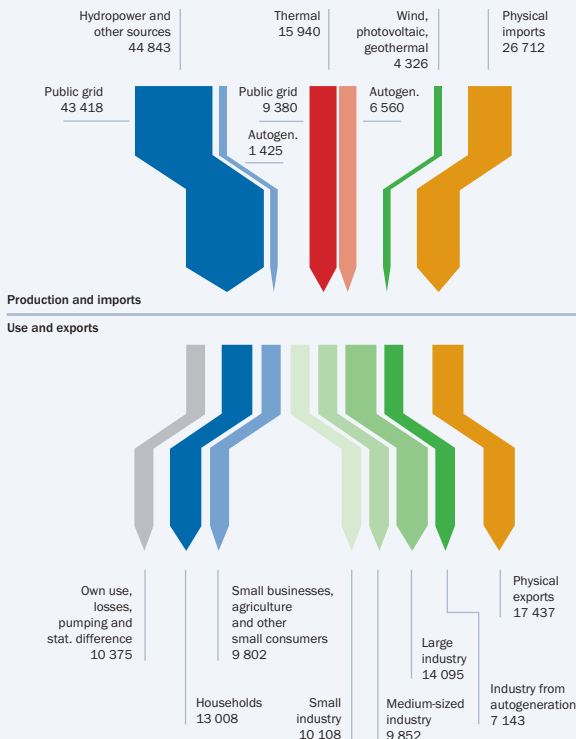 Hydropower and
other sources
44 843
Thermal
15 940
Wind,
photovoltaic,
geothermal
4 326
Physical
imports
26 712
Public grid
43 418
Autogen.
1 425
Public grid
9 380
Autogen.
6 560
Production and imports
Use and exports
Own use,
losses,
pumping and
stat. difference
10 375
Households
13 008
Small businesses,
agriculture
and other
small consumers
9 802
Small
industry
10 108
Medium-sized
industry
9 852
Large
industry
14 095
Industry from
autogeneration
7 143
Physical
exports
17 437